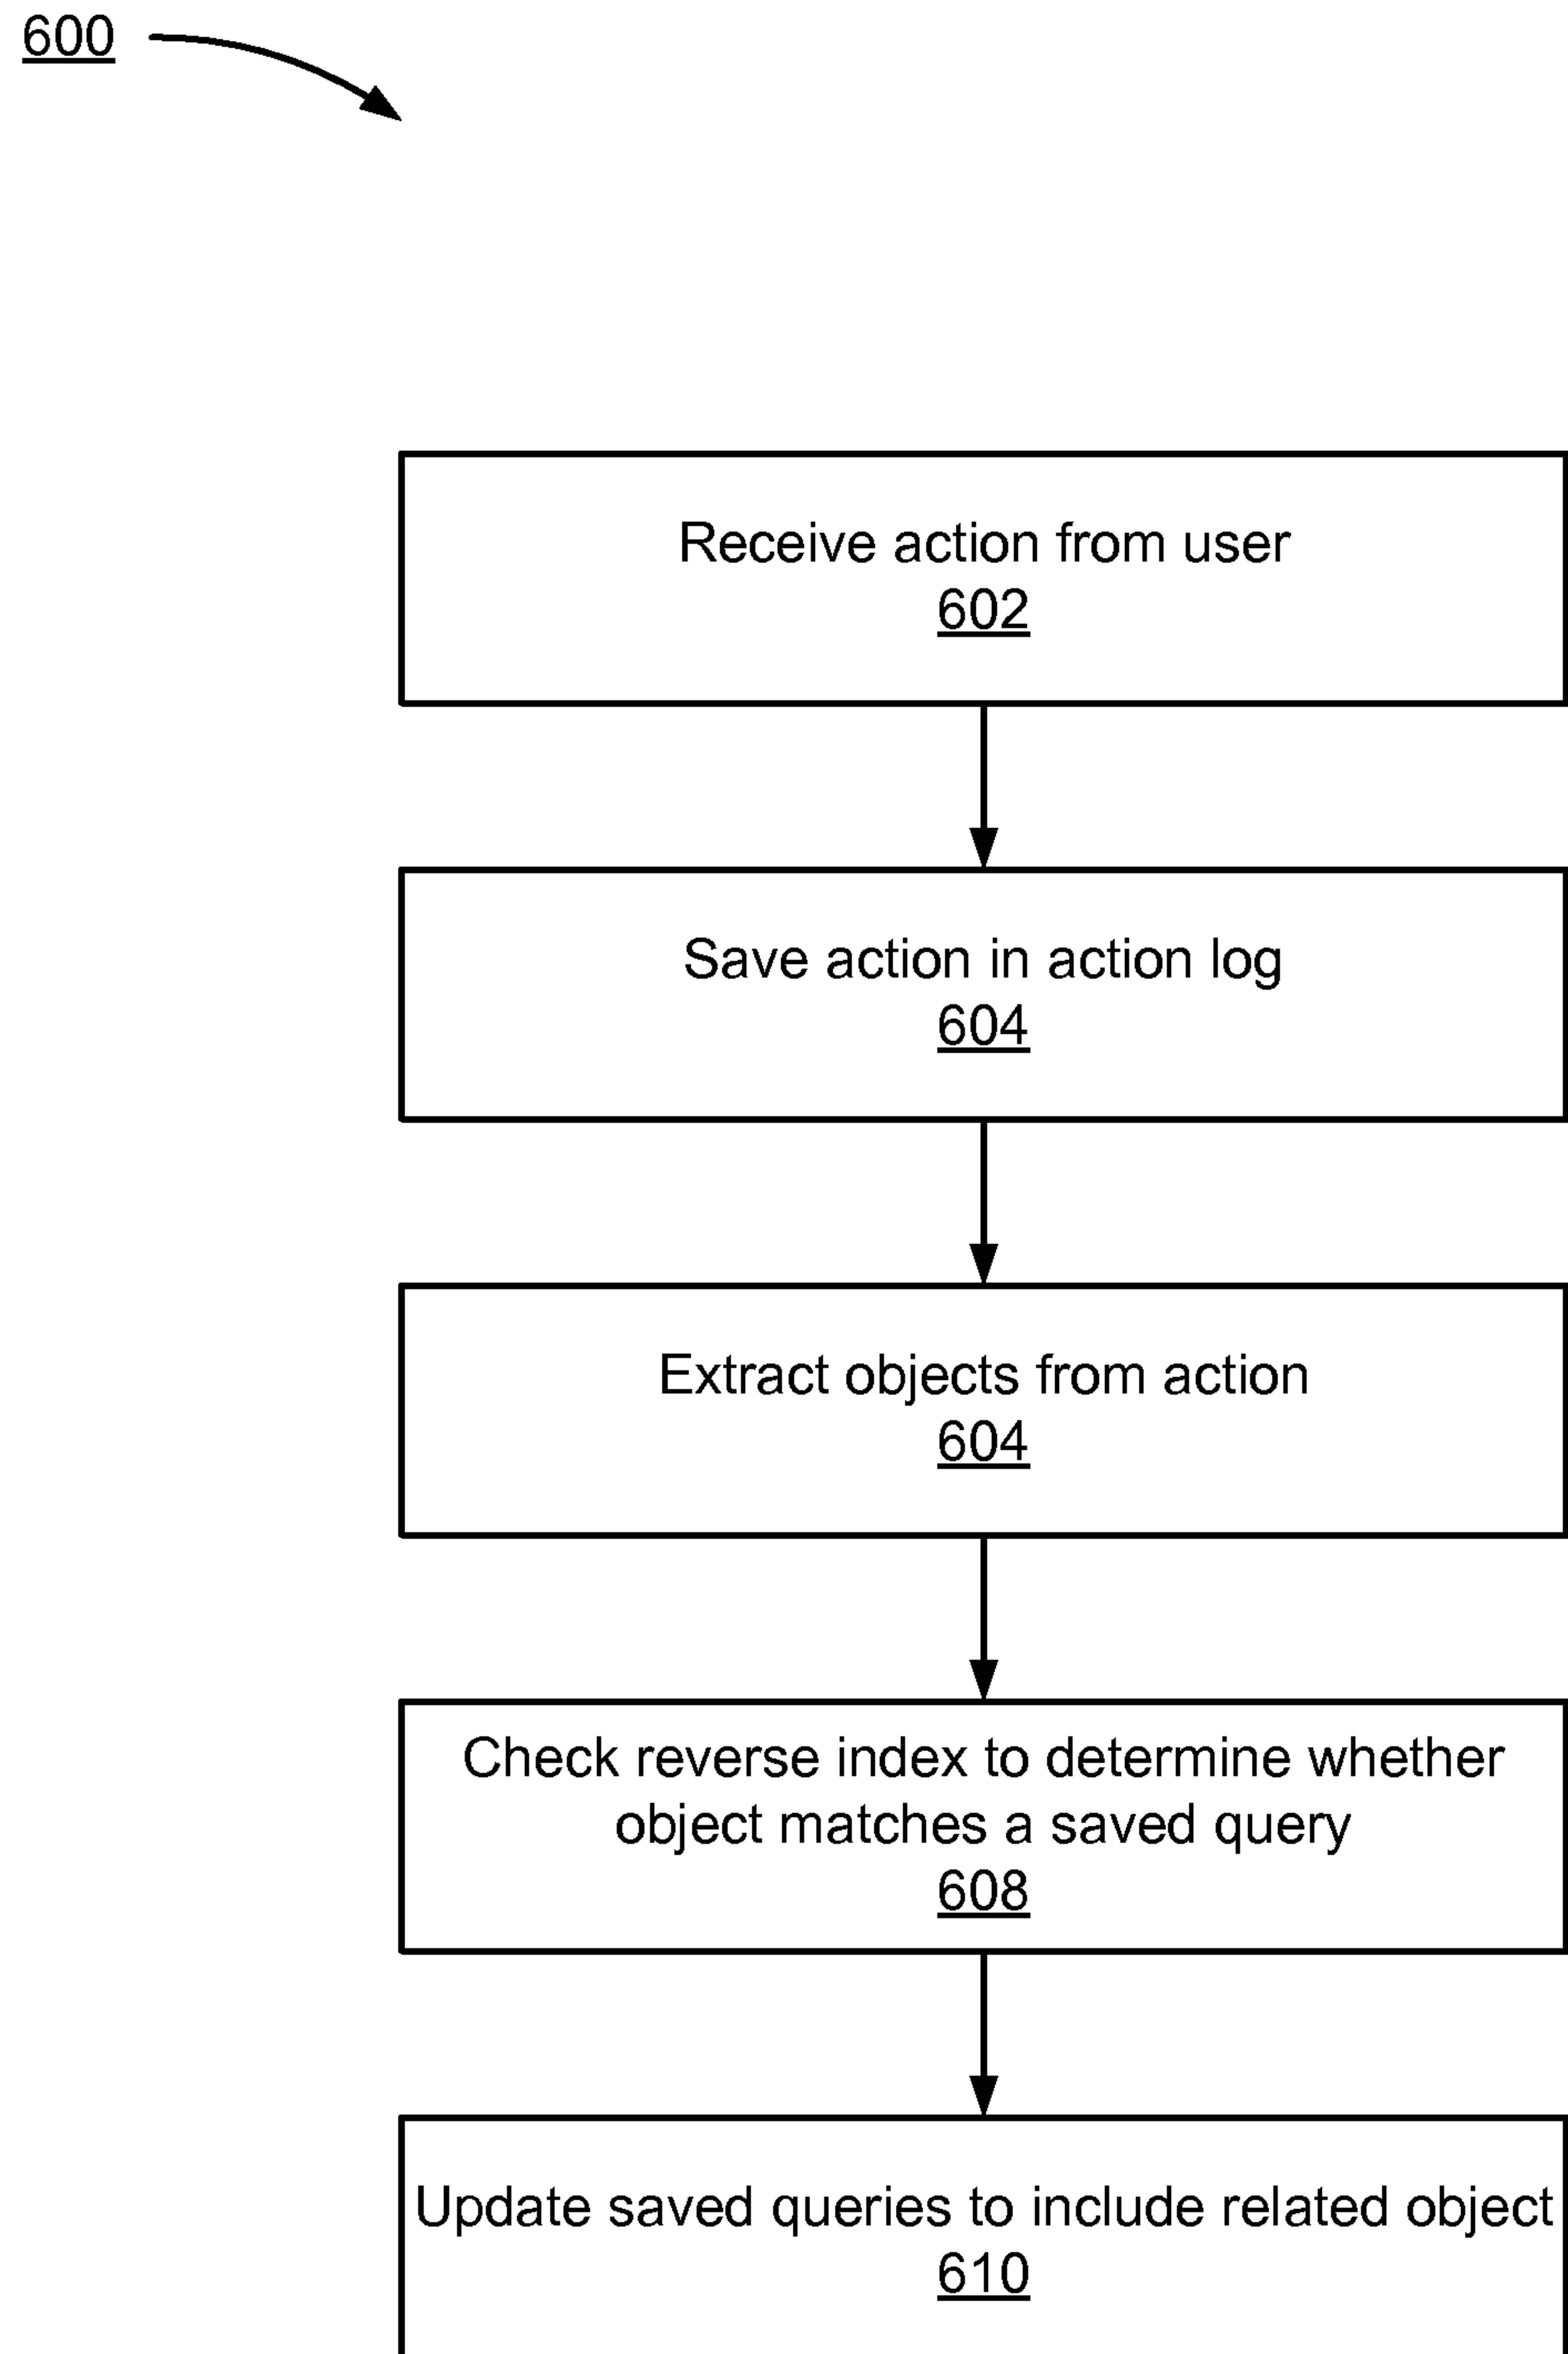 600
Receive action from user
602
Save action in action log
604
Extract objects from action
604
Check reverse index to determine whether
object matches a saved query
608
Update saved queries to include related object
610